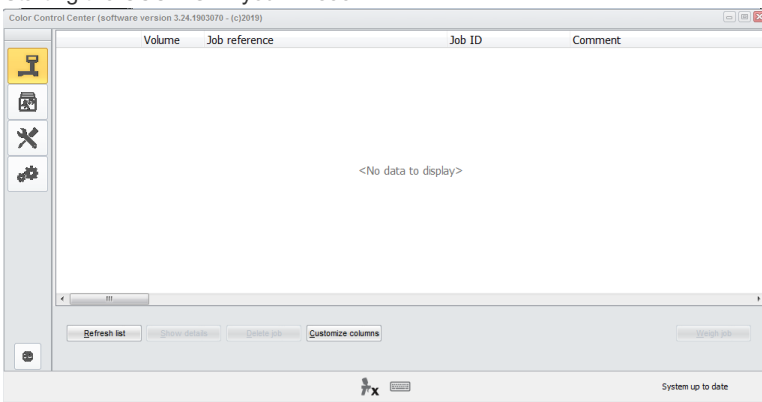 Color Control Center (software version 3.24.1903070 - (c)2019)
Volume Job reference Job ID Comment
<No data to display>
Refresh list Show details Delete job Customize columns Weigh job
x
System up to date